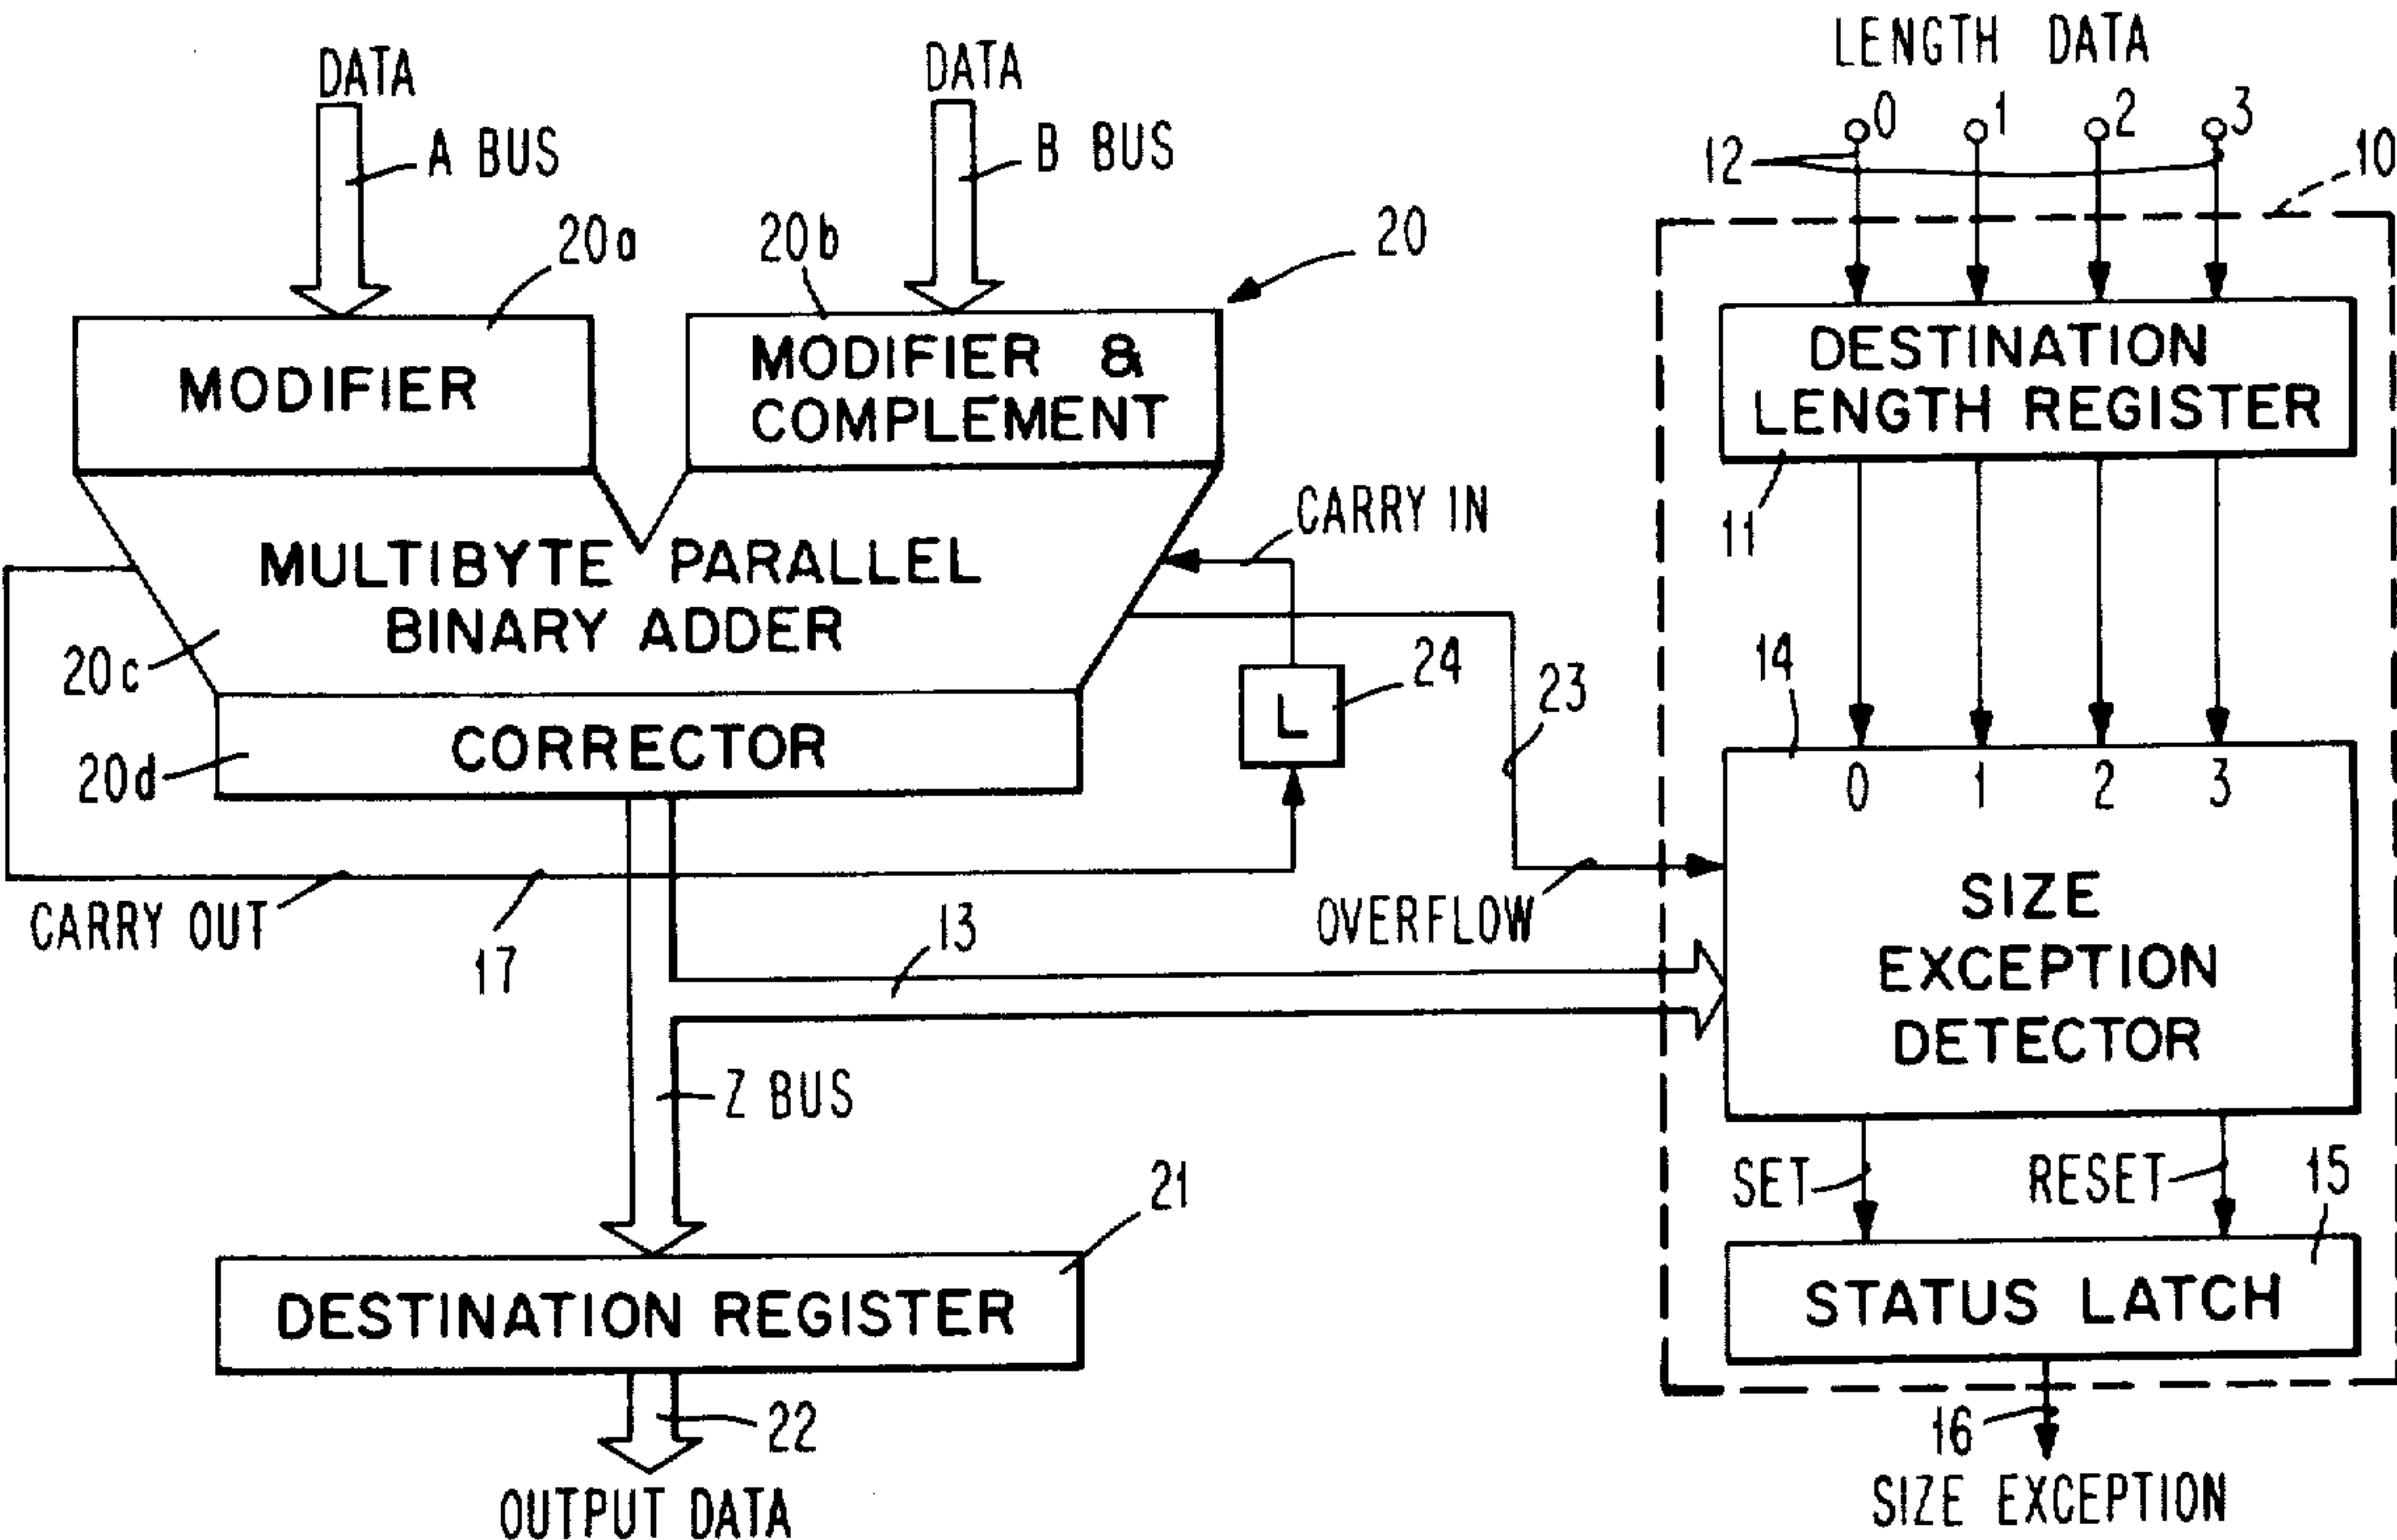 DATA
DATA
LENGTH DATA
0
1
2
3
12
10
A BUS
B BUS
20a
20b
20
MODIFIER
MODIFIER &
COMPLEMENT
DESTINATION
LENGTH REGISTER
11
CARRY IN
MULTIBYTE PARALLEL
BINARY ADDER
20c
24
L
23
14
0
1
2
3
CORRECTOR
20d
CARRY OUT
17
13
OVERFLOW
SIZE
EXCEPTION
DETECTOR
Z BUS
SET
RESET
15
21
DESTINATION REGISTER
STATUS LATCH
22
16
OUTPUT DATA
SIZE EXCEPTION